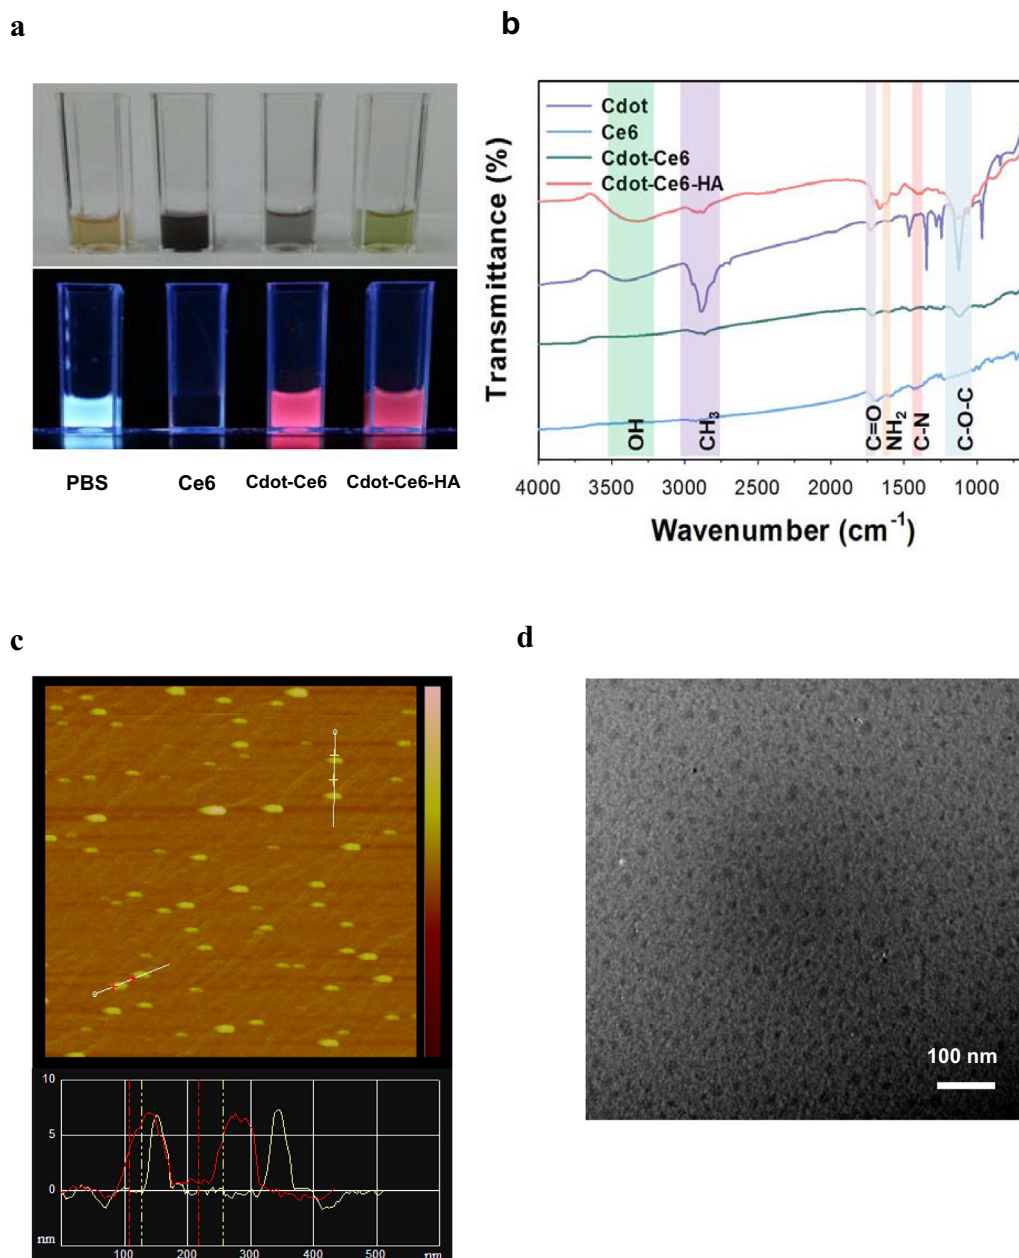 a
PBS Ce6 Cdot-Ce6 Cdot-Ce6-HA
b
Cdot
Ce6
Cdot-Ce6
Cdot-Ce6-HA
Transmittance (%)
OH
CH3
C=O
NH2
C-N
C-O-C
4000 3500 3000 2500 2000 1500 1000
Wavenumber (cm-1)
c
0
0
10
5
0
nm
100 200 300 400 500 nm
d
100 nm